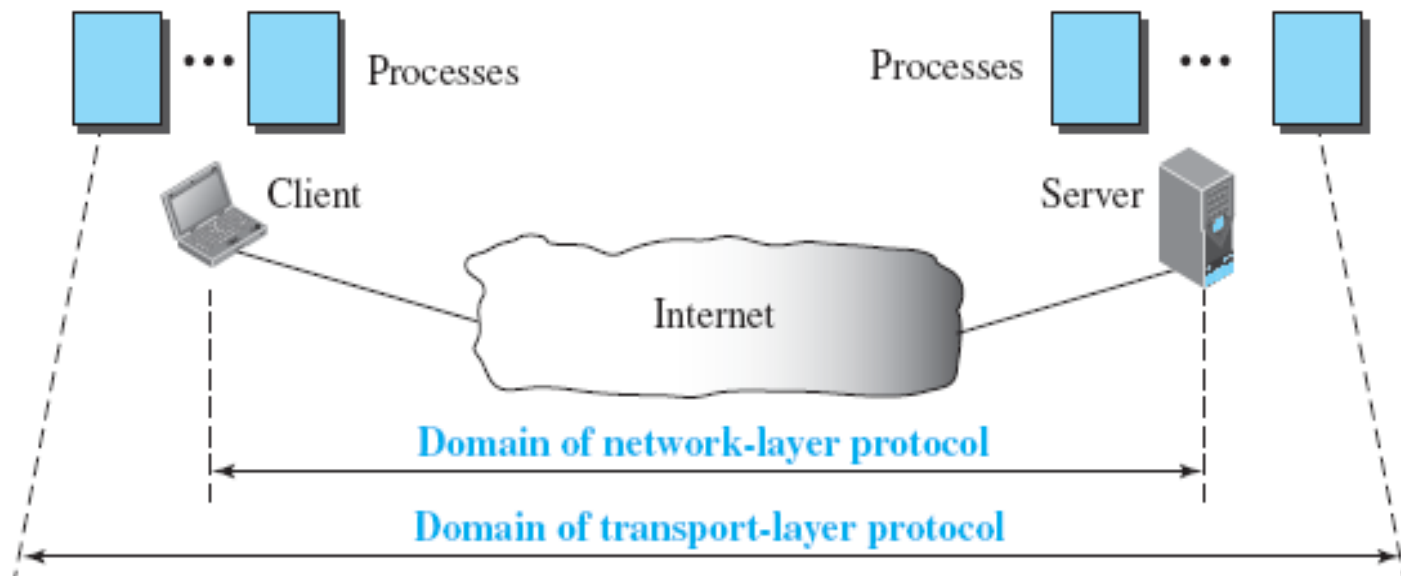 Processes
Processes
Client
Server
Internet
Domain of network-layer protocol
Domain of transport-layer protocol